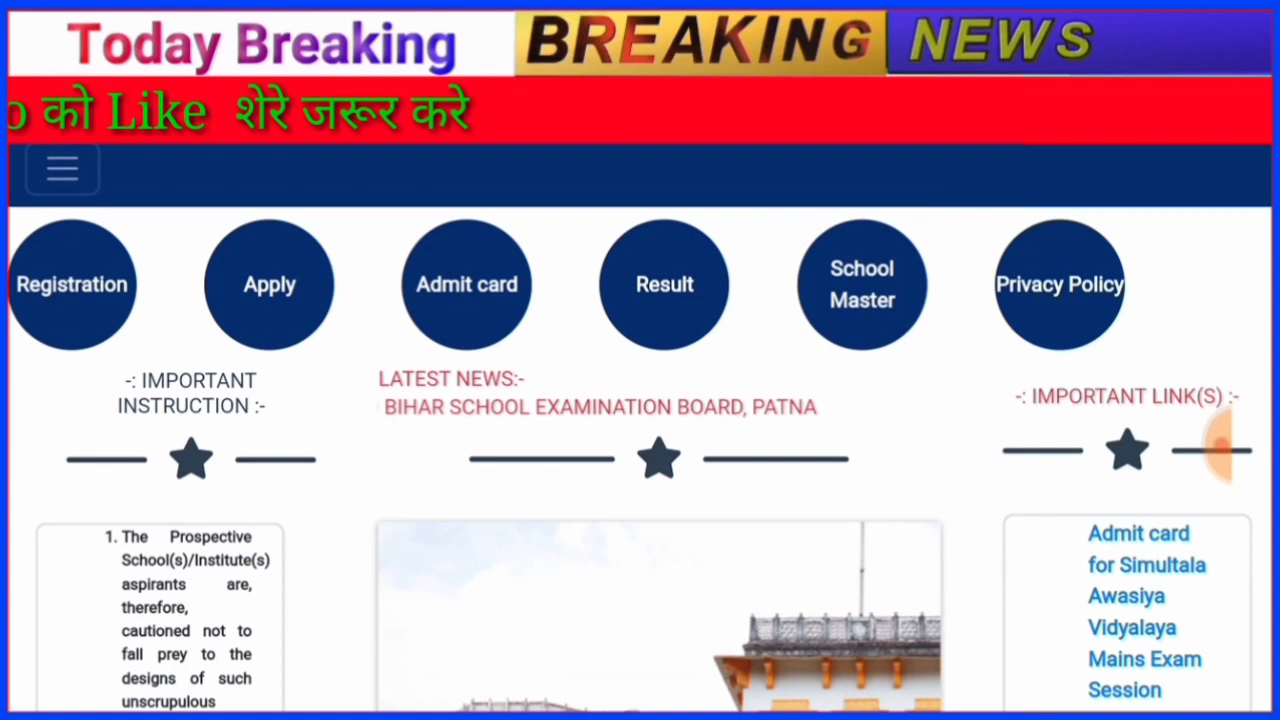 Today Breaking
BREAKING NEWS
को Like शेरे जरूर करे
Registration
Apply
Admit card
Result
School
Master
Privacy Policy
-: IMPORTANT
INSTRUCTION :-
LATEST NEWS:-
BIHAR SCHOOL EXAMINATION BOARD, PATNA
-: IMPORTANT LINK(S) :-
1. The Prospective
School(s)/Institute(s)
aspirants are,
therefore,
cautioned not to
fall prey to the
designs of such
unscrupulous
Admit card
for Simultala
Awasiya
Vidyalaya
Mains Exam
Session